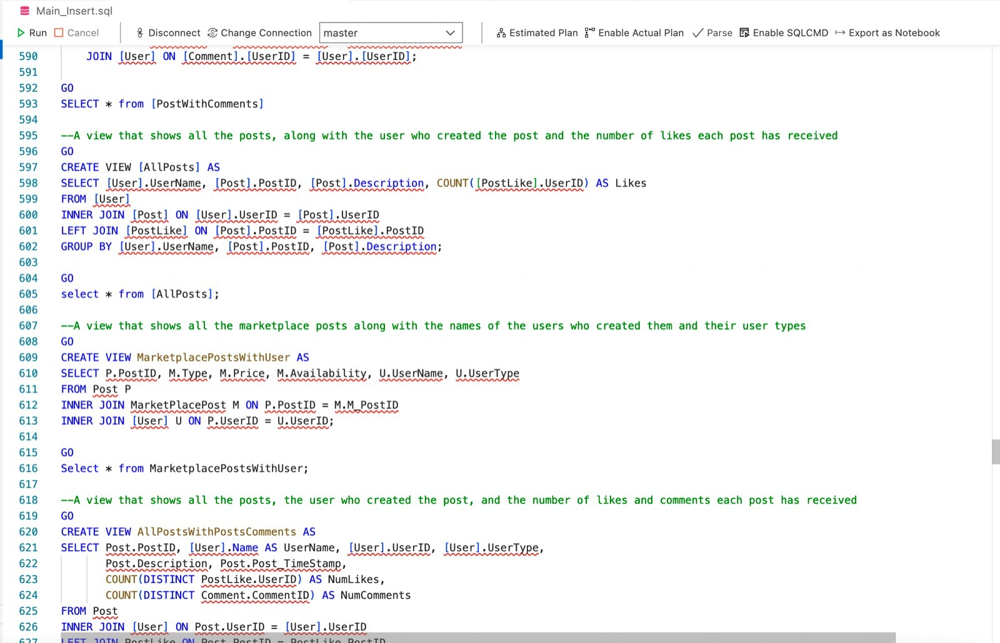 Main_Insert.sql
Run Cancel Disconnect Change Connection master Estimated Plan Enable Actual Plan Parse Enable SQLCMD Export as Notebook
590 JOIN [User] ON [Comment].[UserID] = [User].[UserID];
591
592 GO
593 SELECT * from [PostWithComments]
594
595 --A view that shows all the posts, along with the user who created the post and the number of likes each post has received
596 GO
597 CREATE VIEW [AllPosts] AS
598 SELECT [User].UserName, [Post].PostID, [Post].Description, COUNT([PostLike].UserID) AS Likes
599 FROM [User]
600 INNER JOIN [Post] ON [User].UserID = [Post].UserID
601 LEFT JOIN [PostLike] ON [Post].PostID = [PostLike].PostID
602 GROUP BY [User].UserName, [Post].PostID, [Post].Description;
603
604 GO
605 select * from [AllPosts];
606
607 --A view that shows all the marketplace posts along with the names of the users who created them and their user types
608 GO
609 CREATE VIEW MarketplacePostsWithUser AS
610 SELECT P.PostID, M.Type, M.Price, M.Availability, U.UserName, U.UserType
611 FROM Post P
612 INNER JOIN MarketPlacePost M ON P.PostID = M.M_PostID
613 INNER JOIN [User] U ON P.UserID = U.UserID;
614
615 GO
616 Select * from MarketplacePostsWithUser;
617
618 --A view that shows all the posts, the user who created the post, and the number of likes and comments each post has received
619 GO
620 CREATE VIEW AllPostsWithPostsComments AS
621 SELECT Post.PostID, [User].Name AS UserName, [User].UserID, [User].UserType,
622 Post.Description, Post.Post_TimeStamp,
623 COUNT(DISTINCT PostLike.UserID) AS NumLikes,
624 COUNT(DISTINCT Comment.CommentID) AS NumComments
625 FROM Post
626 INNER JOIN [User] ON Post.UserID = [User].UserID
627 LEFT JOIN PostLike ON Post.PostID = PostLike.PostID